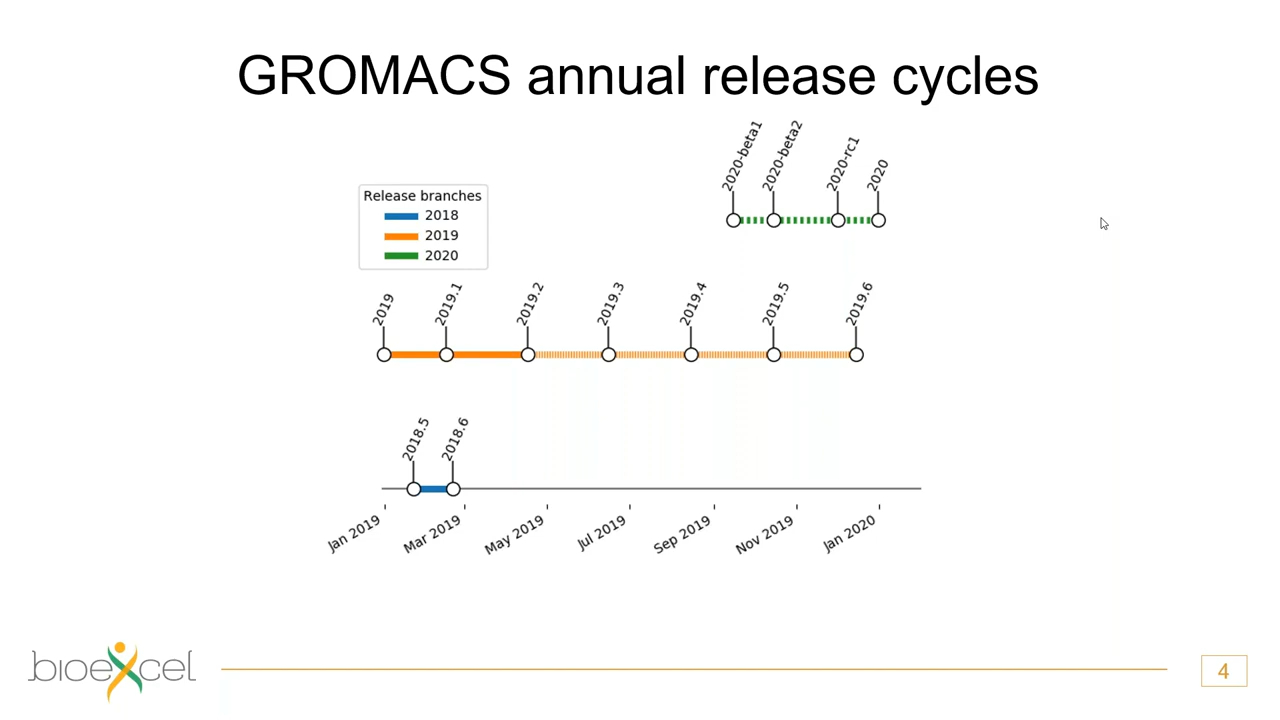 GROMACS annual release cycles
2020-beta1
2020-beta2
2020-rc1
2020
Release branches
2018
2019
2020
2019
2019.1
2019.2
2019.3
2019.4
2019.5
2019.6
2018.5
2018.6
Jan 2019
Mar 2019
May 2019
Jul 2019
Sep 2019
Nov 2019
Jan 2020
bioexcel
4